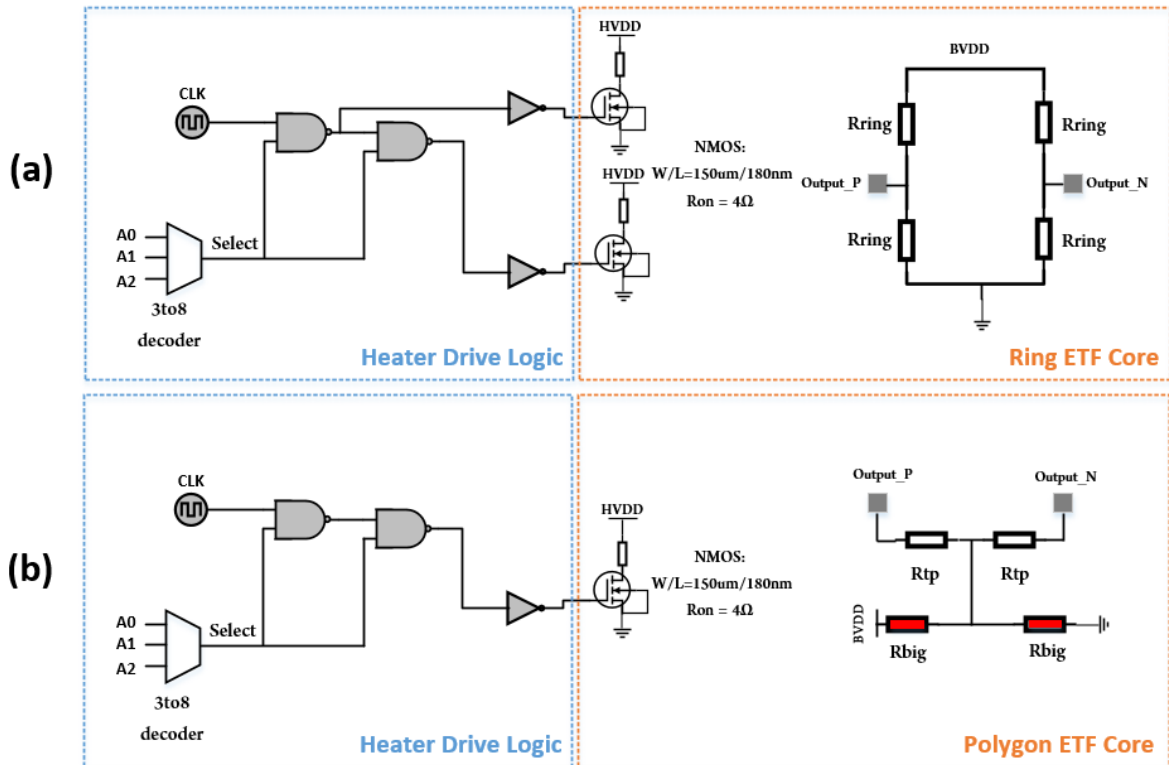 (a)
CLK
A0
A1
A2
Select
3to8
decoder
Heater Drive Logic
HVDD
NMOS:
W/L=150um/180nm
Ron = 4Ω
HVDD
BVDD
Rring
Rring
Output_P
Output_N
Rring
Rring
Ring ETF Core
(b)
CLK
A0
A1
A2
Select
3to8
decoder
Heater Drive Logic
HVDD
NMOS:
W/L=150um/180nm
Ron = 4Ω
Output_P
Output_N
Rtp
Rtp
BVDD
Rbig
Rbig
Polygon ETF Core